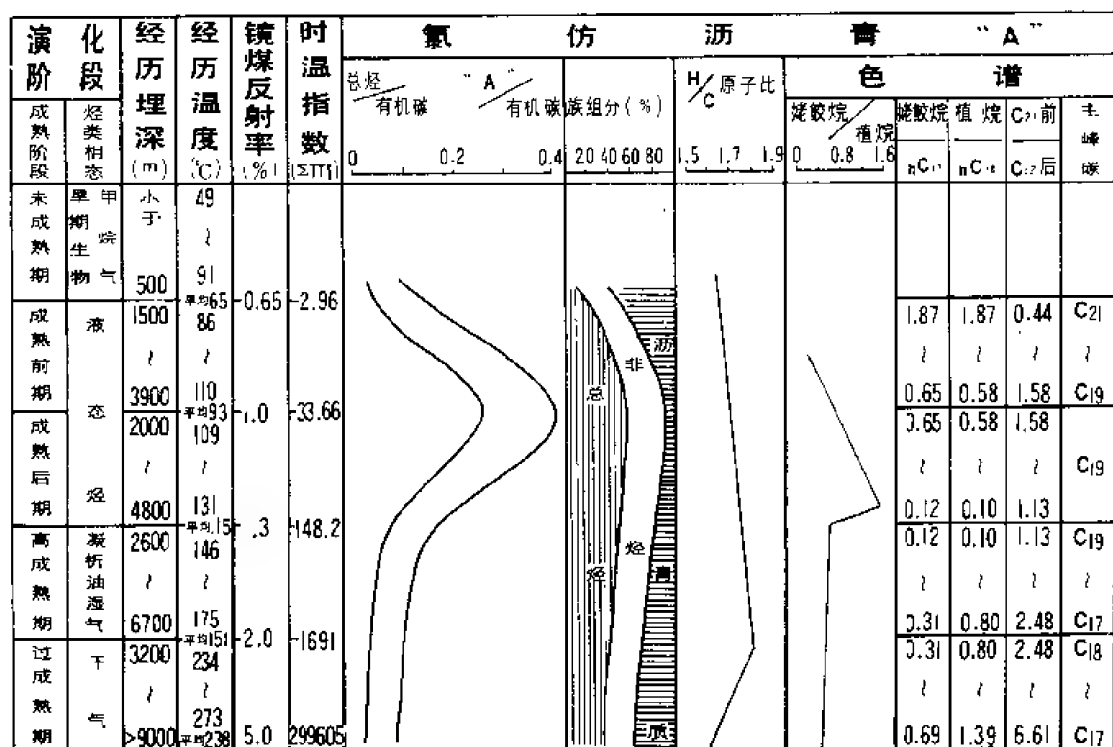 演化阶段 经历埋深 经历温度 镜煤反射率 时温指数 氯仿沥青“A”
总烃/有机碳 “A”/有机碳 族组分(%) H/C 原子比 色谱
成熟阶段 烃类相态 (m) (℃) (%) (ΣTTI)
姥鲛烷/植烷 姥鲛烷/nC17 植烷/nC18 C21前/C22后 主峰碳
0 0.2 0.4 20 40 60 80 1.5 1.7 1.9 0 0.8 1.6
未成熟期 早期生物气 甲烷 小于 500 49 ~ 91 平均65
0.65 2.96
成熟前期 液态烃 1500 ~ 3900 86 ~ 110 平均93
1.87 ~ 0.65 1.87 ~ 0.58 0.44 ~ 1.58 C21 ~ C19
1.0 33.66
成熟后期 2000 ~ 4800 109 ~ 131 平均115
0.65 ~ 0.12 0.58 ~ 0.10 1.58 ~ 1.13 C19
.3 148.2
高成熟期 凝析油湿气 2600 ~ 6700 146 ~ 175 平均151
0.12 ~ 0.31 0.10 ~ 0.80 1.13 ~ 2.48 C19 ~ C17
2.0 1691
过成熟期 干气 3200 ~ >9000 234 ~ 273 平均238
0.31 ~ 0.69 0.80 ~ 1.39 2.48 ~ 6.61 C18 ~ C17
5.0 299605
总烃
非烃
沥青质